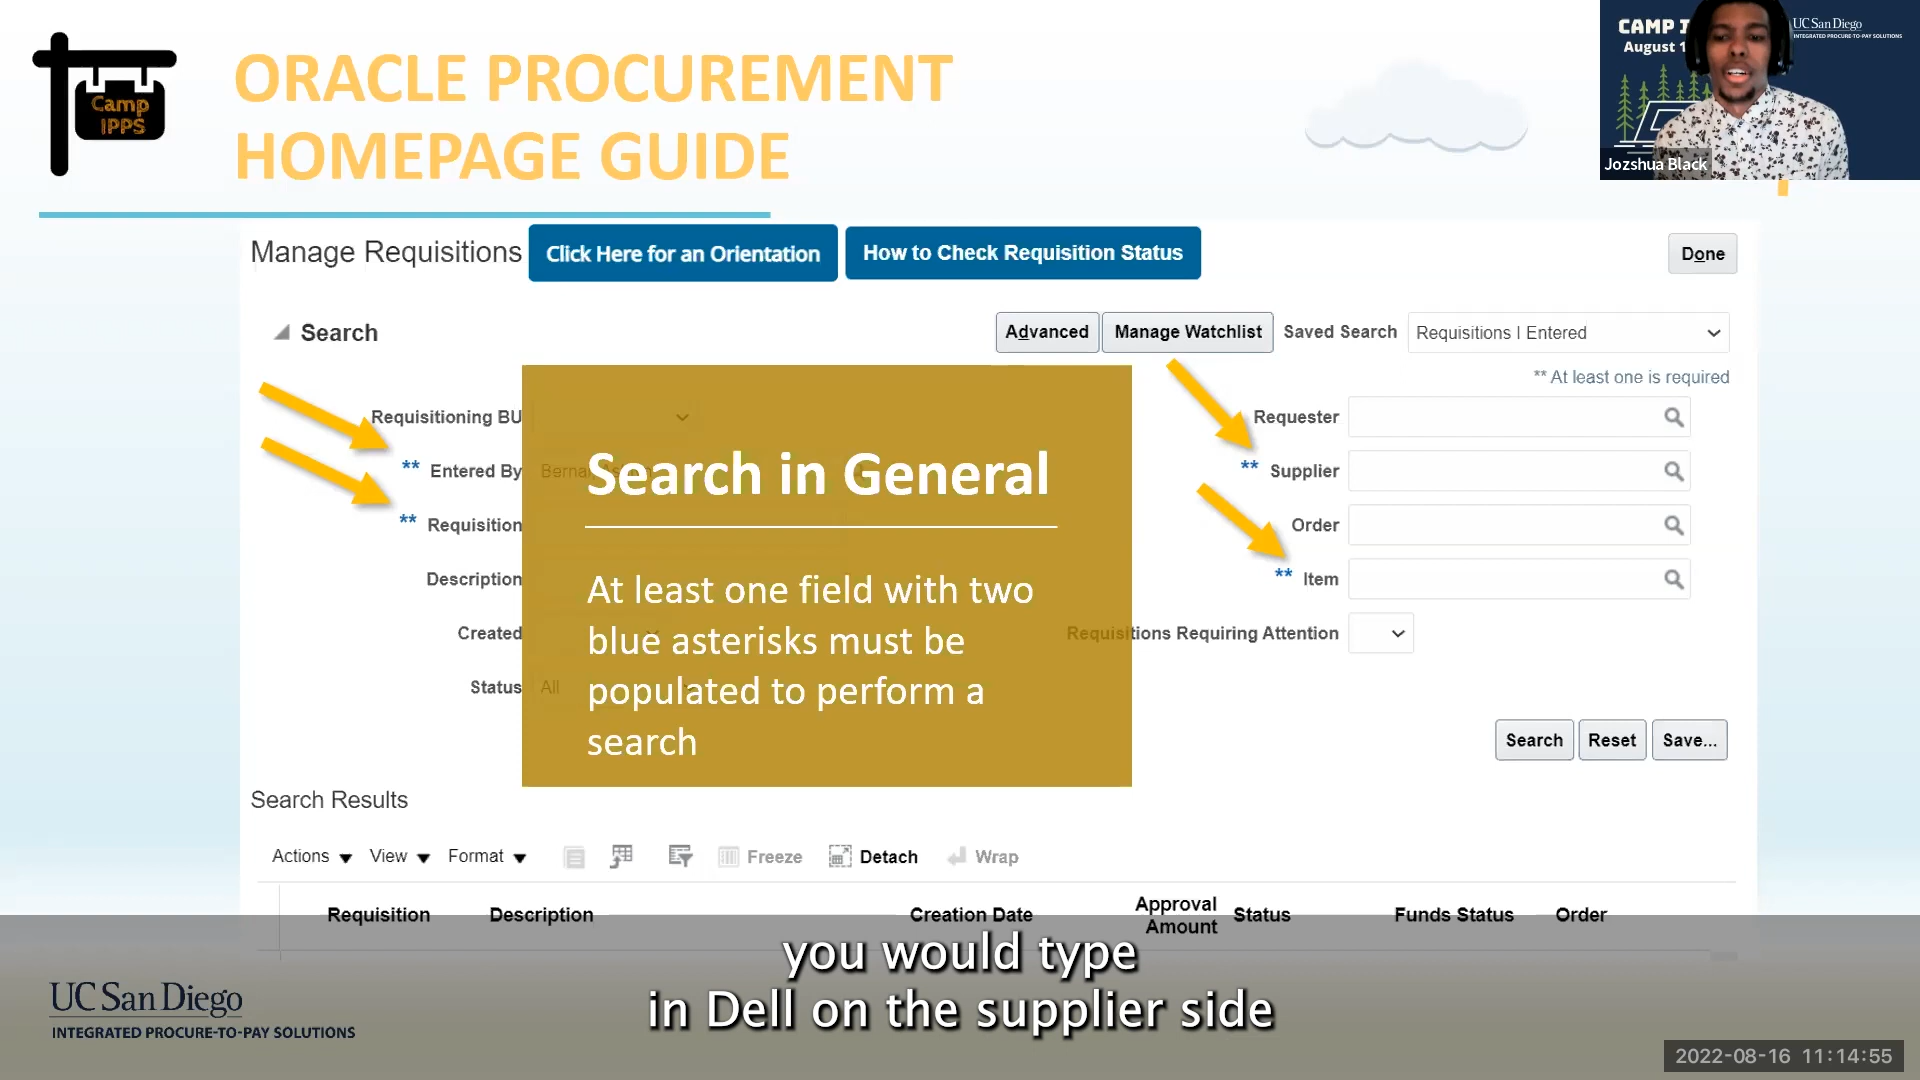 Camp
IPPS
ORACLE PROCUREMENT
HOMEPAGE GUIDE
CAMP
August 1
UC San Diego
INTEGRATED PROCURE-TO-PAY SOLUTIONS
Jozshua Black
Manage Requisitions
Click Here for an Orientation
How to Check Requisition Status
Done
Search
Advanced
Manage Watchlist
Saved Search
Requisitions I Entered
** At least one is required
Requisitioning BU
** Entered By
** Requisition
Description
Created
Status
All
Requester
** Supplier
Order
** Item
Requisitions Requiring Attention
Search in General
At least one field with two
blue asterisks must be
populated to perform a
search
Search
Reset
Save...
Search Results
Actions
View
Format
Freeze
Detach
Wrap
Requisition
Description
Creation Date
Approval
Amount
Status
Funds Status
Order
you would type
in Dell on the supplier side
UC San Diego
INTEGRATED PROCURE-TO-PAY SOLUTIONS
2022-08-16 11:14:55